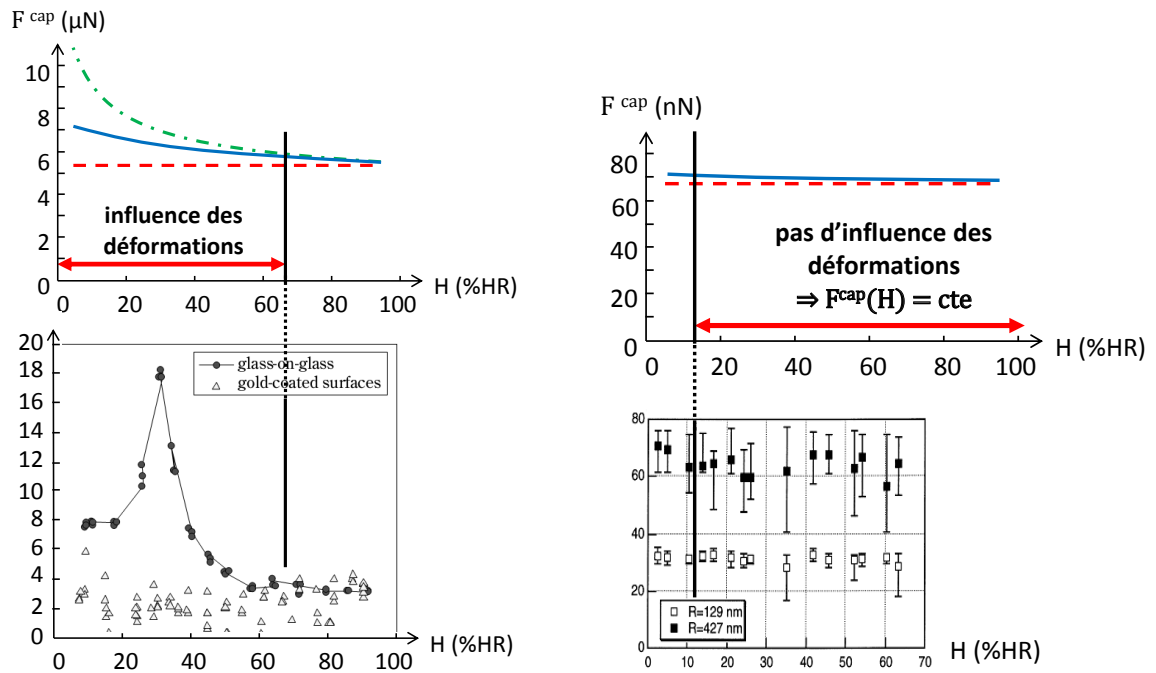 F cap (µN)
10
8
6
4
2
0
influence des
déformations
0 20 40 60 80 100
H (%HR)
20
18
16
14
12
10
8
6
4
2
0
glass-on-glass
gold-coated surfaces
0 20 40 60 80 100
H (%HR)
F cap (nN)
80
60
40
20
0
pas d’influence des
déformations
⇒ Fcap(H) = cte
0 20 40 60 80 100
H (%HR)
80
60
40
20
0
R=129 nm
R=427 nm
0 10 20 30 40 50 60 70
H (%HR)